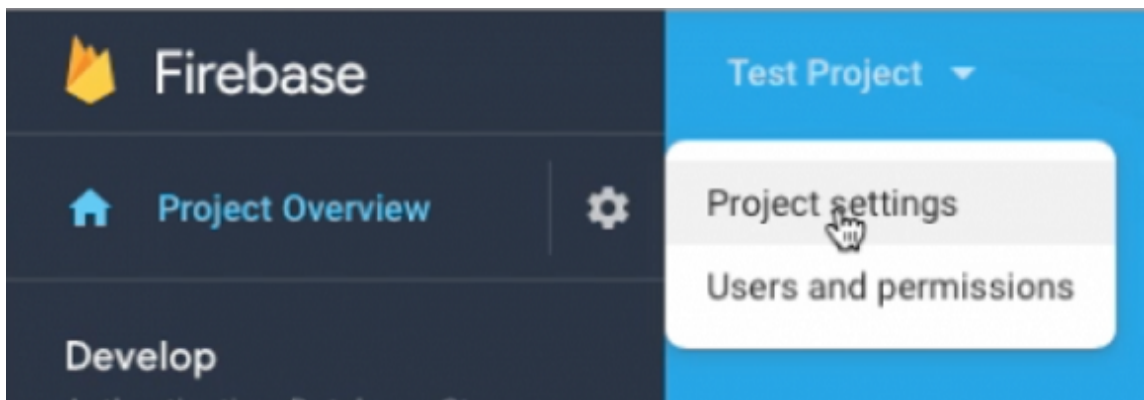 Firebase
Test Project
Project Overview
Project settings
Users and permissions
Develop